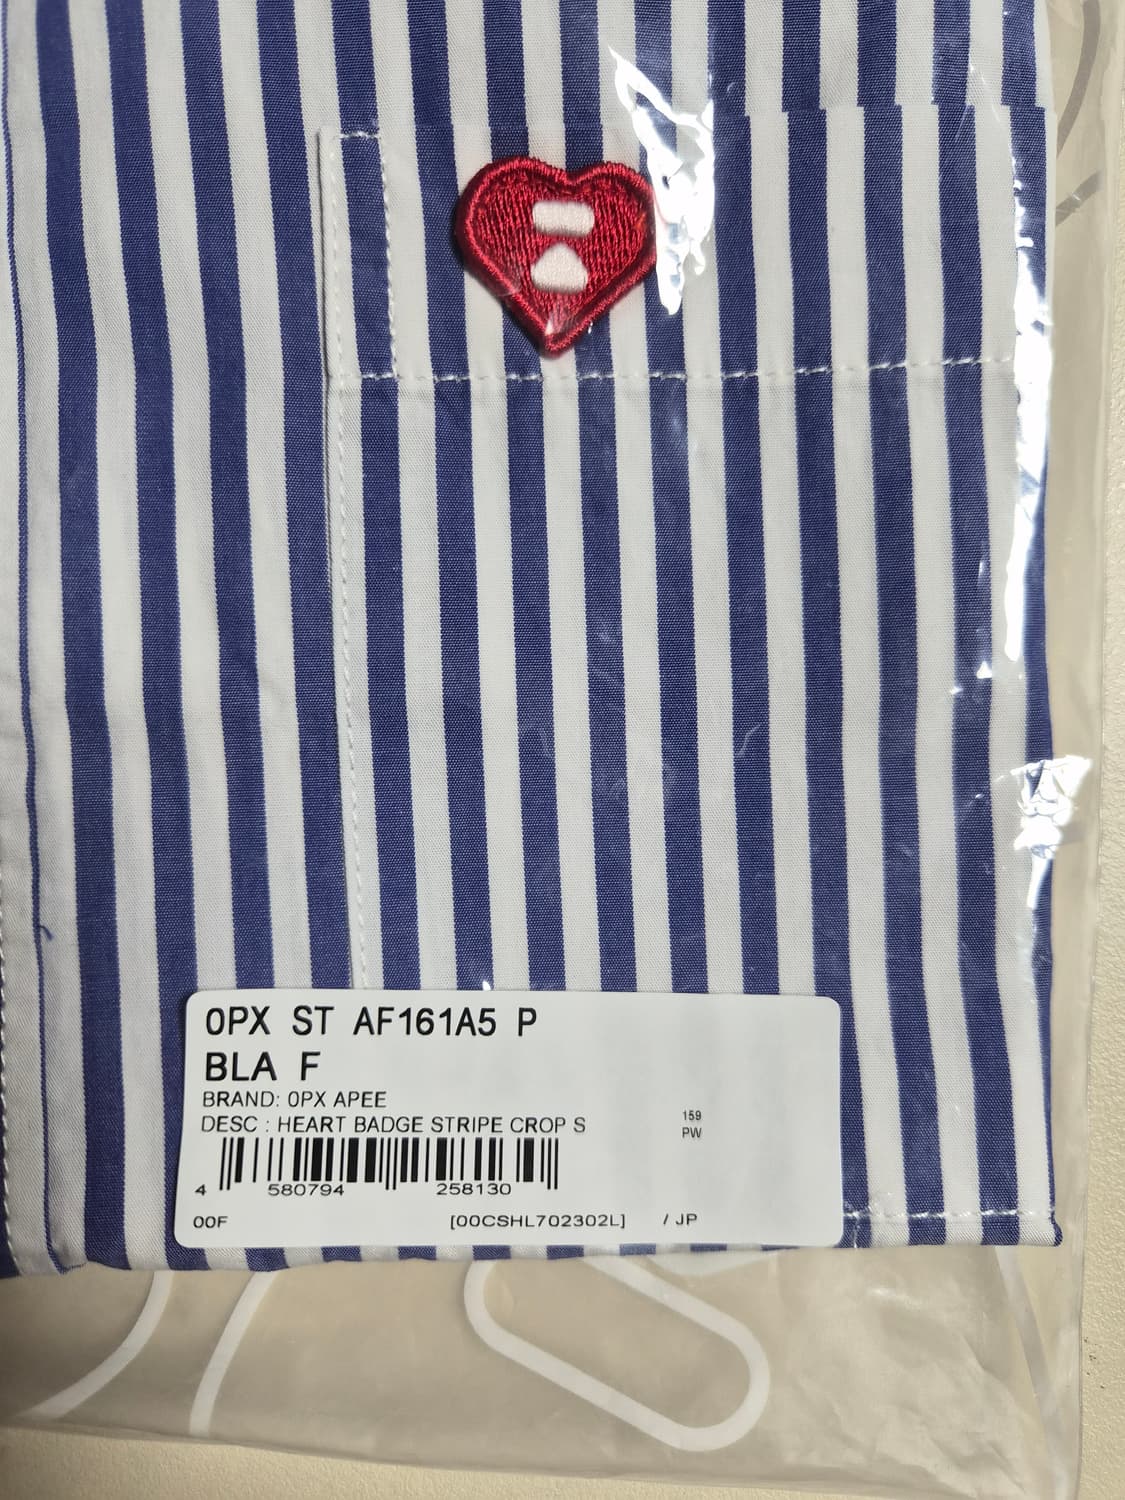 0PX ST AF161A5 P
BLA F
BRAND: 0PX APEE
DESC : HEART BADGE STRIPE CROP S
159
PW
4 580794 258130
00F [00CSHL702302L] / JP